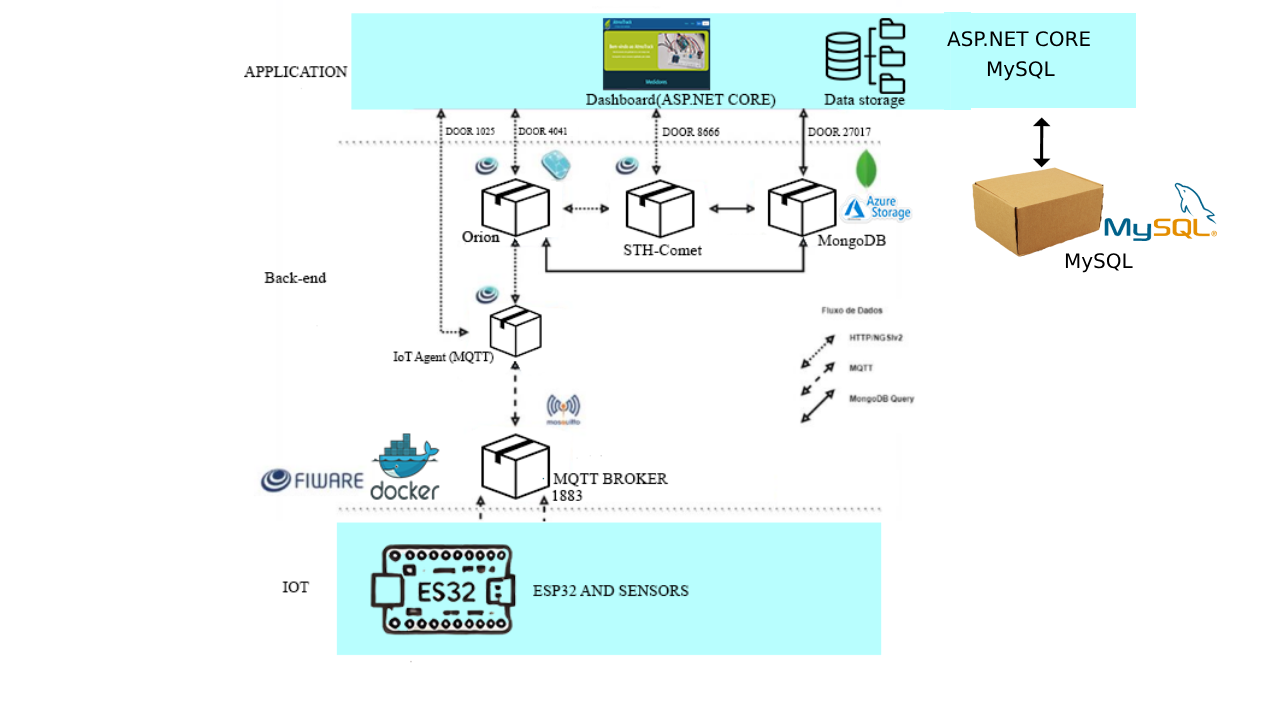 ASP.NET CORE
MySQL
APPLICATION
Dashboard(ASP.NET CORE)
Data storage
DOOR 1025
DOOR 4041
DOOR 8666
DOOR 27017
Azure
Storage
Orion
STH-Comet
MongoDB
MySQL
MySQL
Back-end
Fluxo de Dados
HTTP/NGSIv2
MQTT
MongoDB Query
IoT Agent (MQTT)
mosquitto
FIWARE
docker
MQTT BROKER
1883
IOT
ES32
ESP32 AND SENSORS